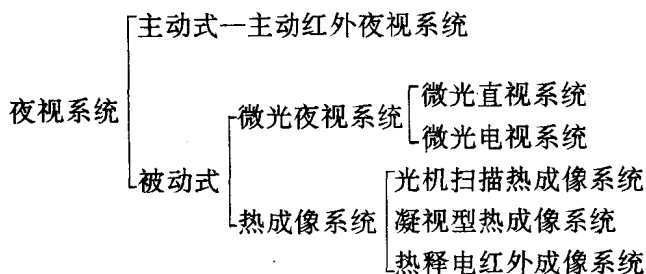 主动式—主动红外夜视系统
微光直视系统
夜视系统
微光夜视系统
微光电视系统
被动式
光机扫描热成像系统
热成像系统
凝视型热成像系统
热释电红外成像系统